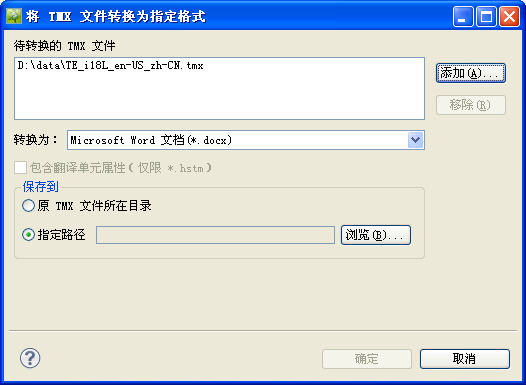 将 TMX 文件转换为指定格式
待转换的 TMX 文件
D:\data\TE_i18L_en-US_zh-CN.tmx
添加(A)...
移除(R)
转换为： Microsoft Word 文档(*.docx)
包含翻译单元属性（仅限 *.hstm）
保存到
原 TMX 文件所在目录
指定路径 浏览(B)...
? 确定 取消